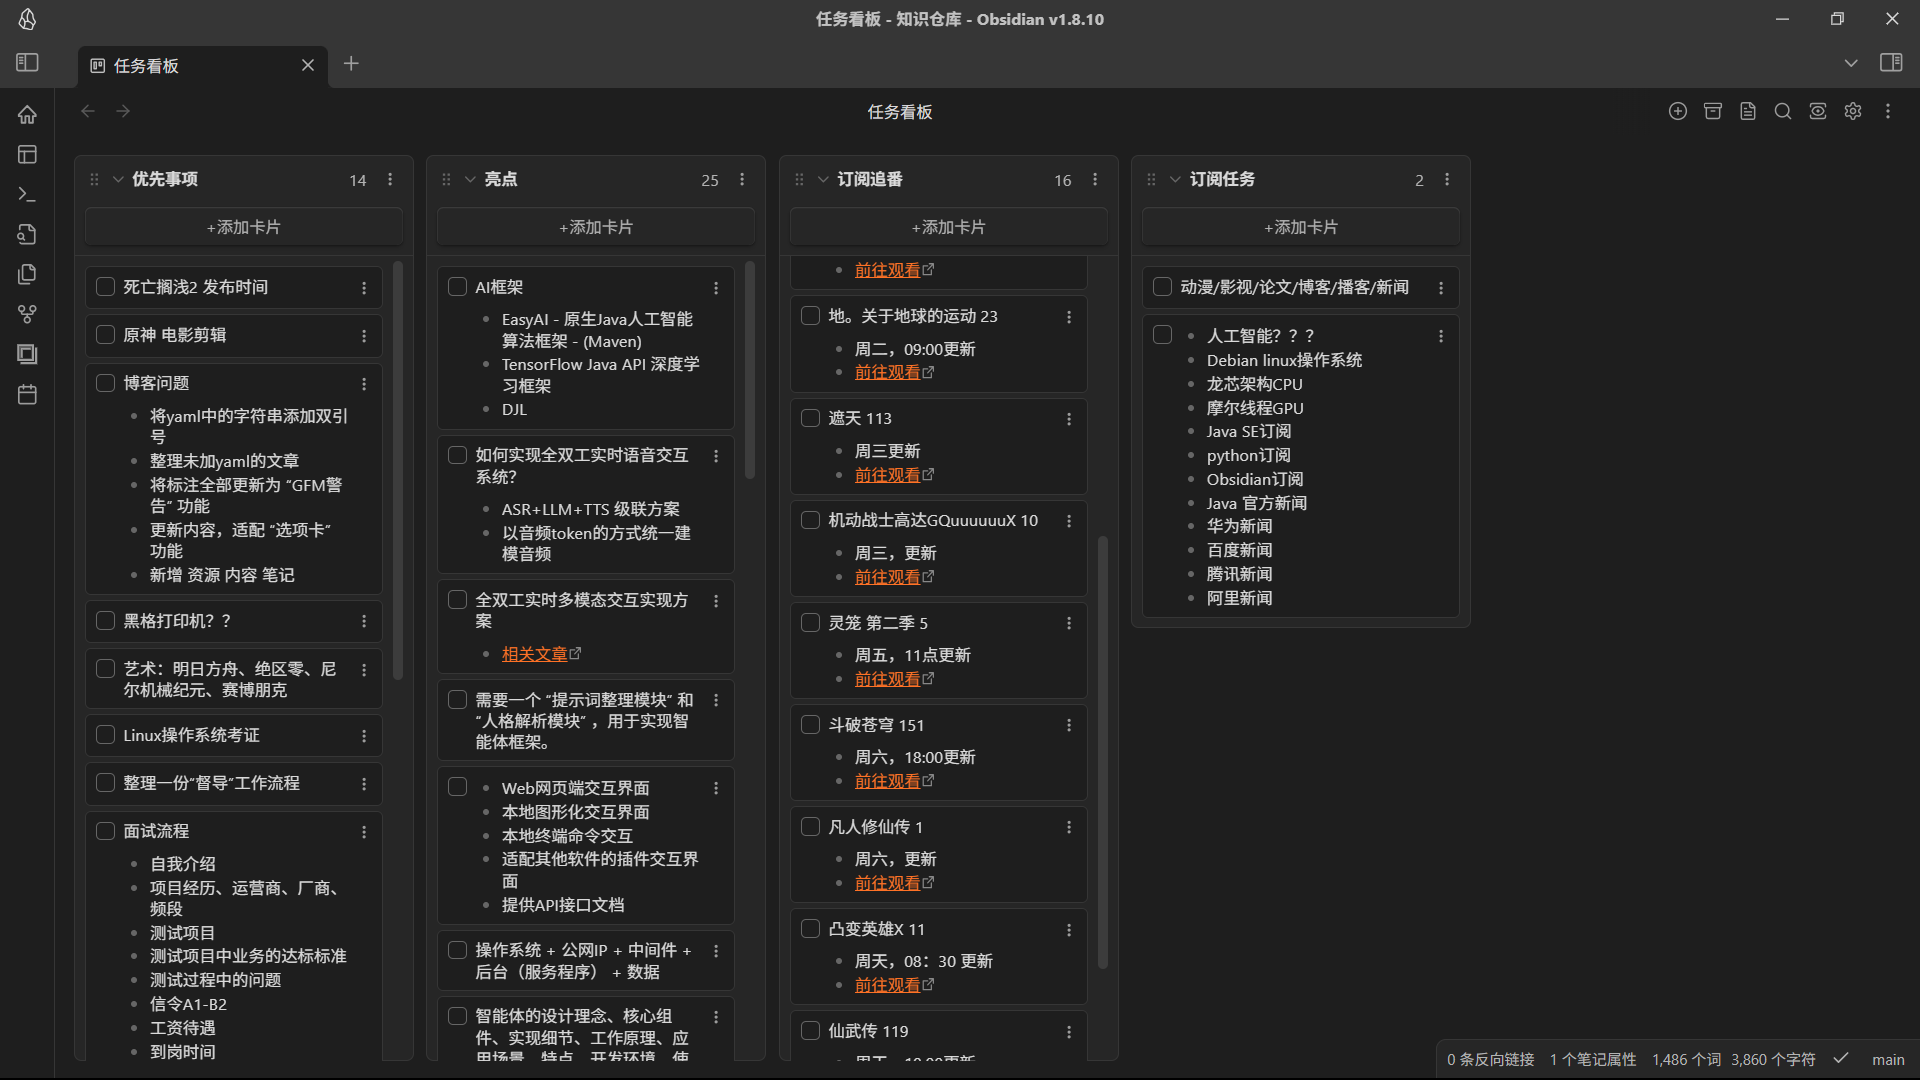 任务看板 - 知识仓库 - Obsidian v1.8.10
任务看板
任务看板
优先事项 14
+添加卡片
死亡搁浅2 发布时间
原神 电影剪辑
博客问题
将yaml中的字符串添加双引
号
整理未加yaml的文章
将标注全部更新为 “GFM警
告” 功能
更新内容，适配 “选项卡”
功能
新增 资源 内容 笔记
黑格打印机？？
艺术：明日方舟、绝区零、尼
尔机械纪元、赛博朋克
Linux操作系统考证
整理一份“督导”工作流程
面试流程
自我介绍
项目经历、运营商、厂商、
频段
测试项目
测试项目中业务的达标标准
测试过程中的问题
信令A1-B2
工资待遇
到岗时间
亮点 25
+添加卡片
AI框架
EasyAI - 原生Java人工智能
算法框架 - (Maven)
TensorFlow Java API 深度学
习框架
DJL
如何实现全双工实时语音交互
系统？
ASR+LLM+TTS 级联方案
以音频token的方式统一建
模音频
全双工实时多模态交互实现方
案
相关文章
需要一个 “提示词整理模块” 和
“人格解析模块” ，用于实现智
能体框架。
Web网页端交互界面
本地图形化交互界面
本地终端命令交互
适配其他软件的插件交互界
面
提供API接口文档
操作系统 + 公网IP + 中间件 +
后台（服务程序） + 数据
智能体的设计理念、核心组
件、实现细节、工作原理、应
用场景、特点、开发环境、使
订阅追番 16
+添加卡片
前往观看
地。关于地球的运动 23
周二，09:00更新
前往观看
遮天 113
周三更新
前往观看
机动战士高达GQuuuuuuX 10
周三，更新
前往观看
灵笼 第二季 5
周五，11点更新
前往观看
斗破苍穹 151
周六，18:00更新
前往观看
凡人修仙传 1
周六，更新
前往观看
凸变英雄X 11
周天，08：30 更新
前往观看
仙武传 119
订阅任务 2
+添加卡片
动漫/影视/论文/博客/播客/新闻
人工智能？？？
Debian linux操作系统
龙芯架构CPU
摩尔线程GPU
Java SE订阅
python订阅
Obsidian订阅
Java 官方新闻
华为新闻
百度新闻
腾讯新闻
阿里新闻
0 条反向链接 1 个笔记属性 1,486 个词 3,860 个字符 main